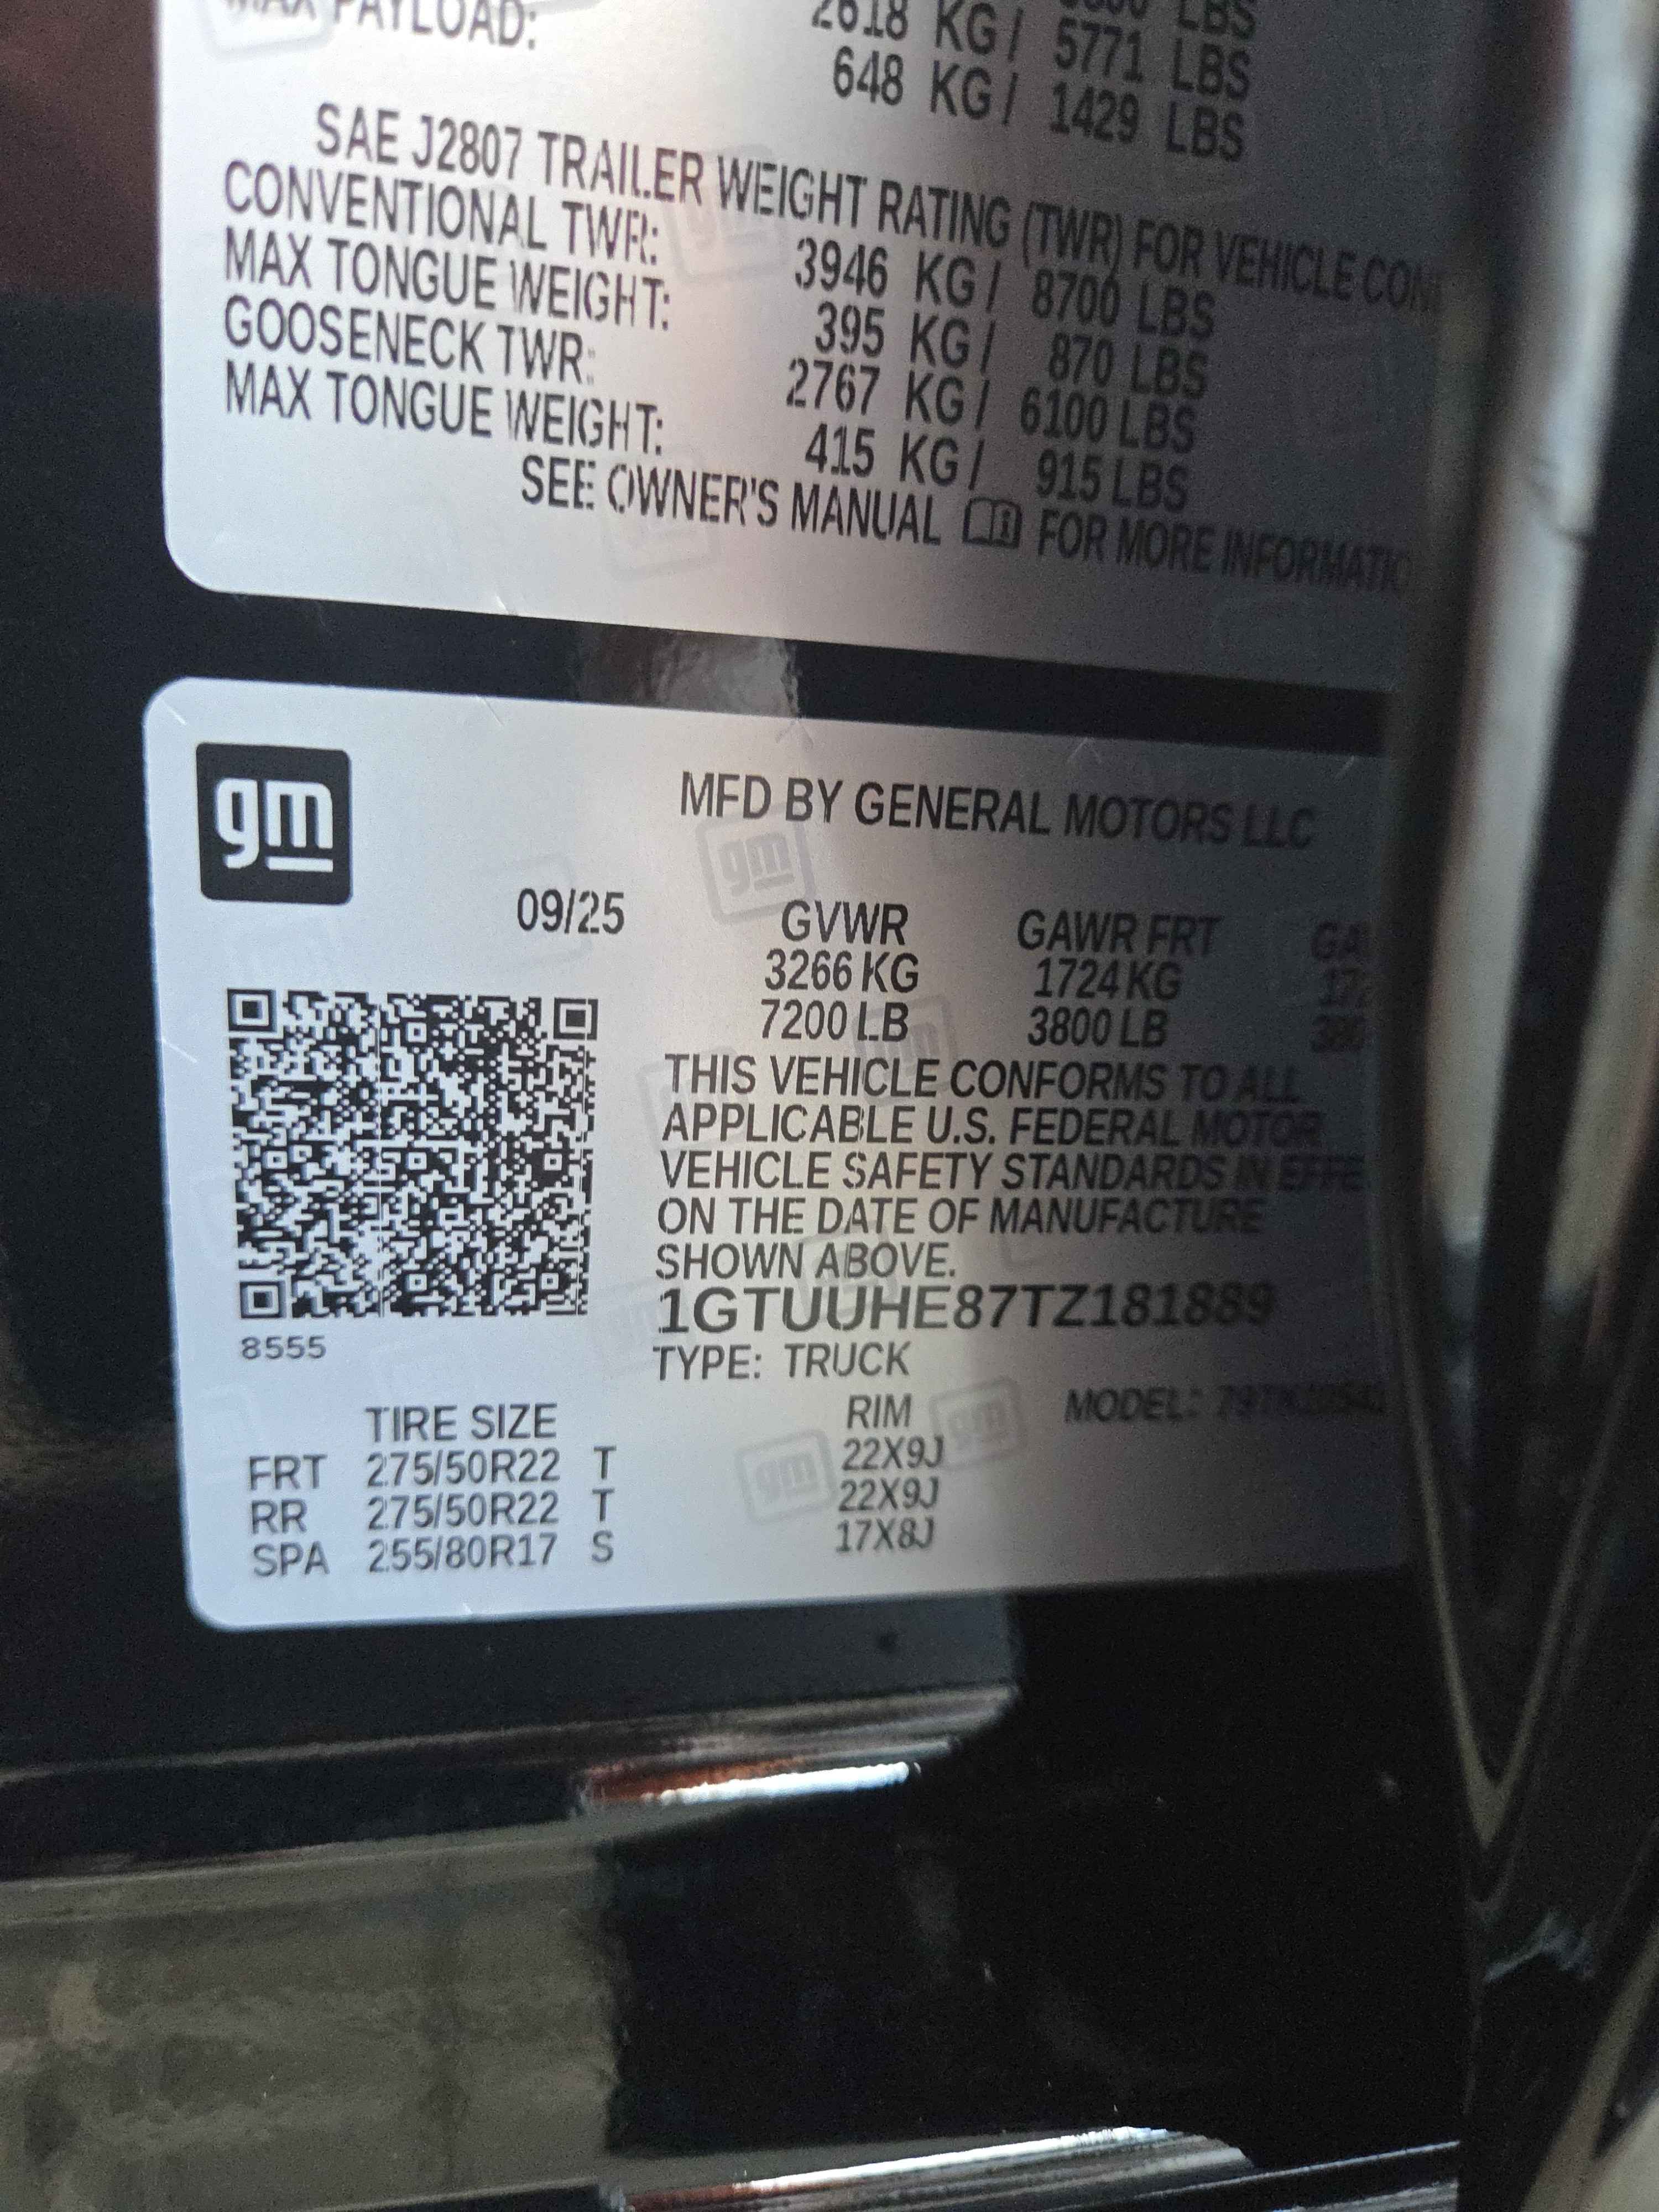 MAX PAYLOAD:
LBS
2618 KG / 5771 LBS
648 KG / 1429 LBS
SAE J2807 TRAILER WEIGHT RATING (TWR) FOR VEHICLE
CONVENTIONAL TWR: 3946 KG / 8700 LBS
MAX TONGUE WEIGHT: 395 KG / 870 LBS
GOOSENECK TWR: 2767 KG / 6100 LBS
MAX TONGUE WEIGHT: 415 KG / 915 LBS
SEE OWNER'S MANUAL FOR MORE INFORMATIO
gm
MFD BY GENERAL MOTORS LLC
09/25 GVWR GAWR FRT
3266 KG 1724 KG
7200 LB 3800 LB
THIS VEHICLE CONFORMS TO ALL
APPLICABLE U.S. FEDERAL MOTOR
VEHICLE SAFETY STANDARDS IN EFFE
ON THE DATE OF MANUFACTURE
SHOWN ABOVE.
1GTUUHE87TZ181889
8555
TYPE: TRUCK
TIRE SIZE RIM MODEL:
FRT 275/50R22 T 22X9J
RR 275/50R22 T 22X9J
SPA 255/80R17 S 17X8J